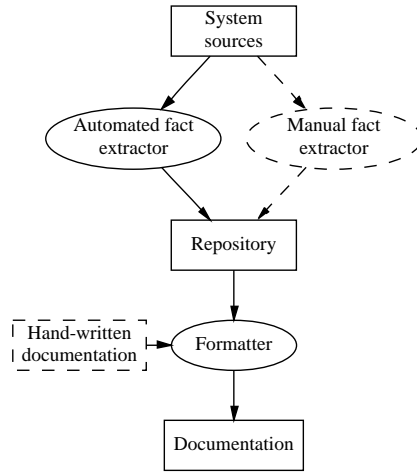 System
sources
Automated fact
extractor
Manual fact
extractor
Repository
Hand-written
documentation
Formatter
Documentation